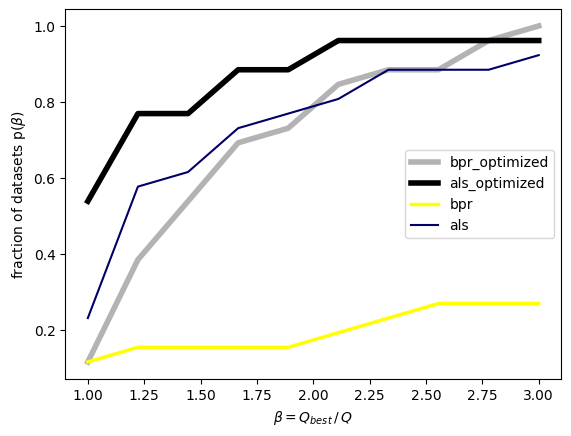 1.0
0.8
0.6
0.4
0.2
fraction of datasets p(β)
bpr_optimized
als_optimized
bpr
als
1.00 1.25 1.50 1.75 2.00 2.25 2.50 2.75 3.00
β = Q_best / Q